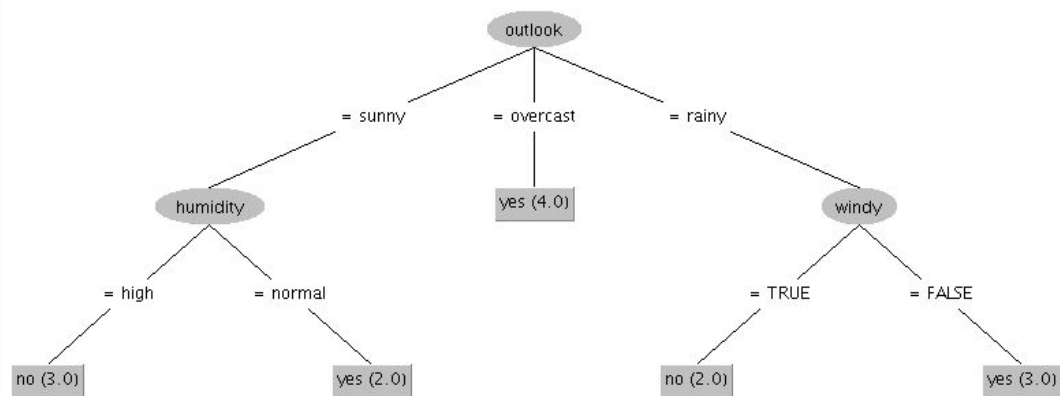 outlook
= sunny
= overcast
= rainy
humidity
yes (4.0)
windy
= high
= normal
= TRUE
= FALSE
no (3.0)
yes (2.0)
no (2.0)
yes (3.0)